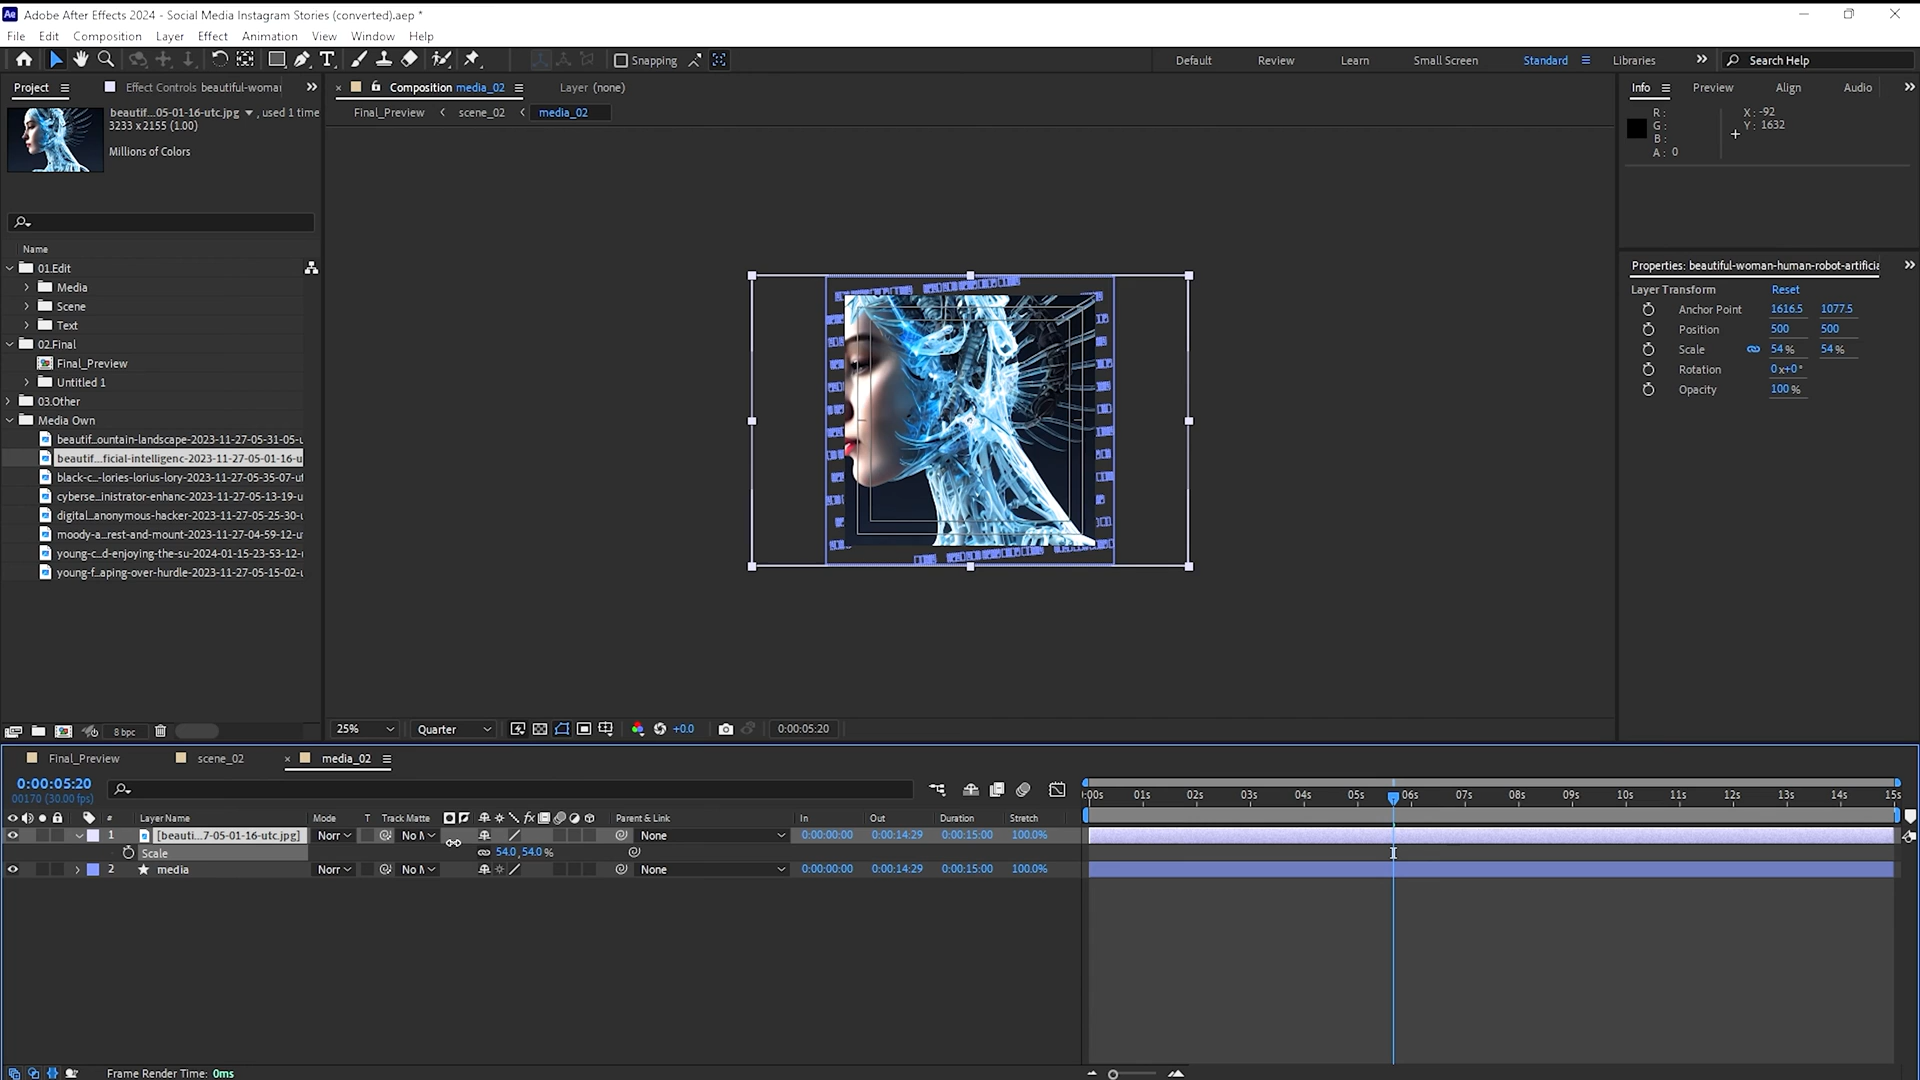 Adobe After Effects 2024 - Social Media Instagram Stories (converted).aep *
File Edit Composition Layer Effect Animation View Window Help
Snapping
Default Review Learn Small Screen Standard Libraries Search Help
Project Effect Controls beautiful-woma
Composition media_02 Layer (none)
Info Preview Align Audio
beautif...05-01-16-utc.jpg , used 1 time
3233 x 2155 (1.00)
Millions of Colors
Final_Preview scene_02 media_02
R :
G :
B :
A : 0
X : -92
Y : 1632
Name
01.Edit
Media
Scene
Text
02.Final
Final_Preview
Untitled 1
03.Other
Media Own
beautif...ountain-landscape-2023-11-27-05-31-05-u
beautif...ficial-intelligenc-2023-11-27-05-01-16-u
black-c...-lories-lorius-lory-2023-11-27-05-35-07-ut
cyberse...inistrator-enhanc-2023-11-27-05-13-19-u
digital...anonymous-hacker-2023-11-27-05-25-30-u
moody-a...rest-and-mount-2023-11-27-04-59-12-u
young-c...d-enjoying-the-su-2024-01-15-23-53-12-
young-f...aping-over-hurdle-2023-11-27-05-15-02-u
Properties: beautiful-woman-human-robot-artificia
Layer Transform Reset
Anchor Point 1616.5 1077.5
Position 500 500
Scale 54 % 54 %
Rotation 0x+0°
Opacity 100 %
8 bpc
25% Quarter +0.0 0:00:05:20
Final_Preview scene_02 media_02
0:00:05:20
00170 (30.00 fps)
:00s 01s 02s 03s 04s 05s 06s 07s 08s 09s 10s 11s 12s 13s 14s 15s
# Layer Name Mode T Track Matte fx Parent & Link In Out Duration Stretch
1 [beauti...7-05-01-16-utc.jpg] Norr No M None 0:00:00:00 0:00:14:29 0:00:15:00 100.0%
Scale 54.0, 54.0 %
2 media Norr No M None 0:00:00:00 0:00:14:29 0:00:15:00 100.0%
Frame Render Time: 0ms